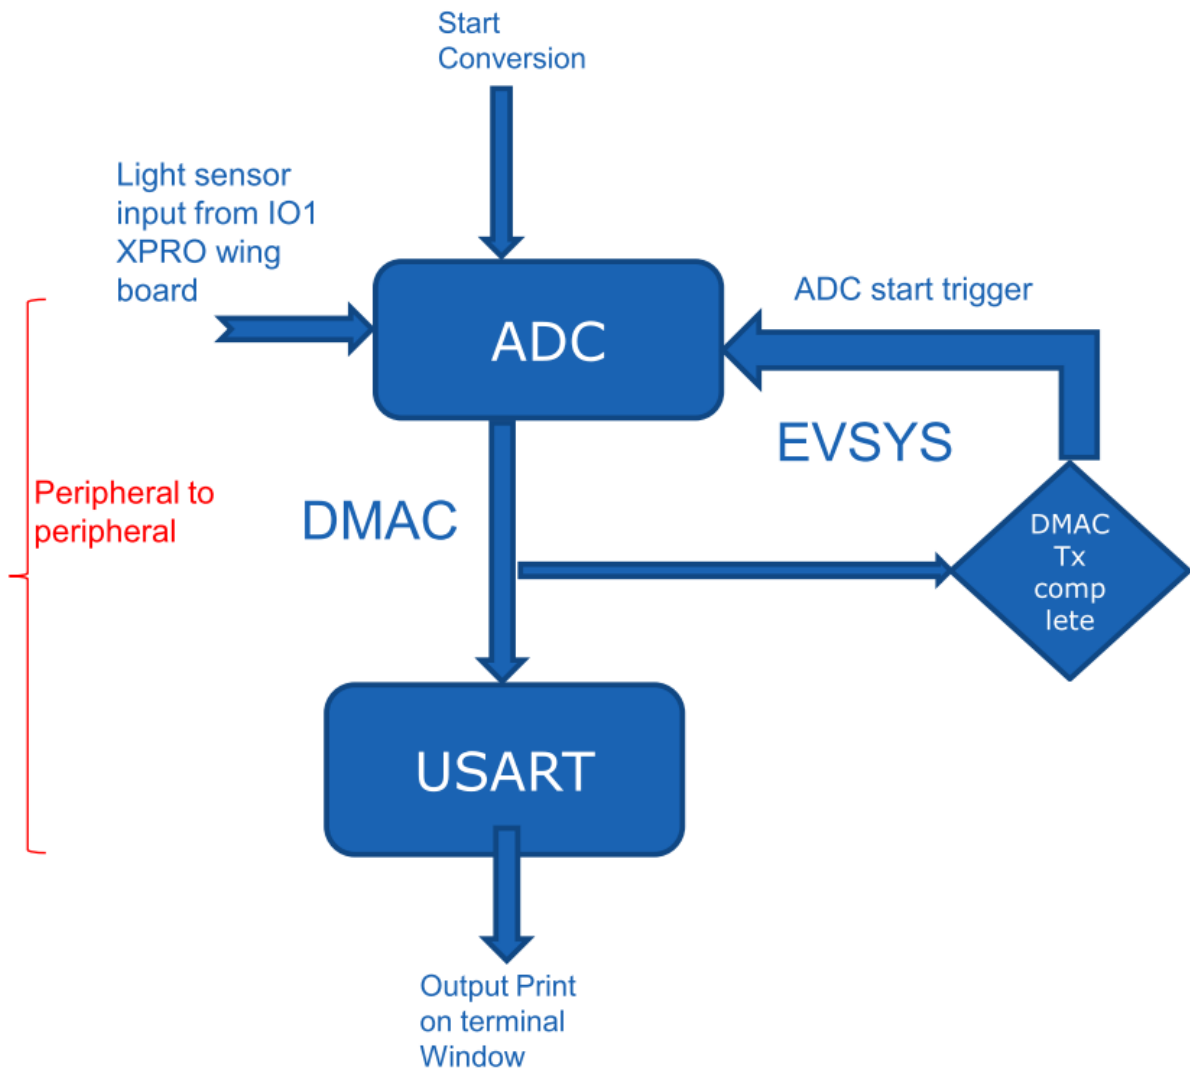 Start
Conversion
Light sensor
input from IO1
XPRO wing
board
ADC start trigger
ADC
EVSYS
Peripheral to
peripheral
DMAC
DMAC
Tx
comp
lete
USART
Output Print
on terminal
Window